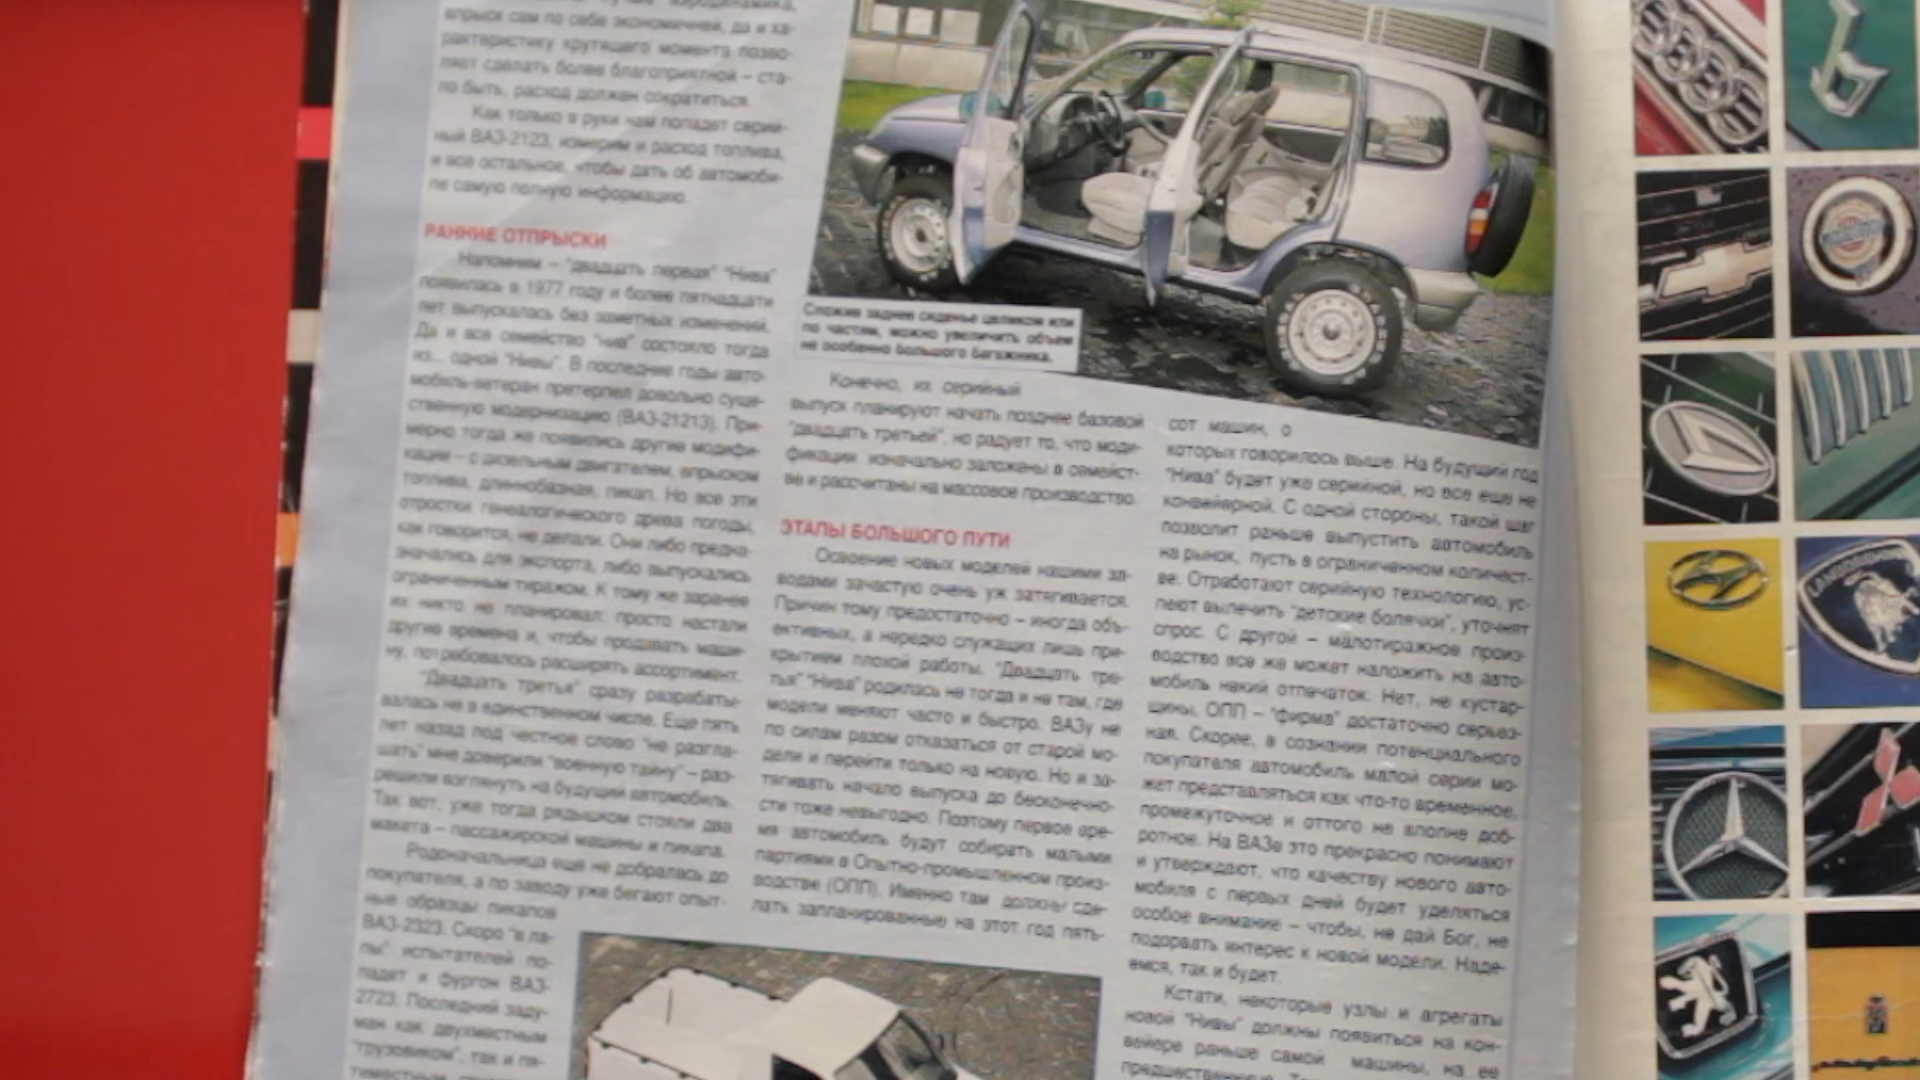 впрыск сам по себе экономичней, да и ха-
рактеристику крутящего момента позво-
ляет сделать более благоприятной – ста-
ло быть, расход должен сократиться.
Как только в руки нам попадет серий-
ный ВАЗ-2123, измерим и расход топлива,
и все остальное, чтобы дать об автомоби-
ле самую полную информацию.
РАННИЕ ОТПРЫСКИ
Напомним – "двадцать первая" "Нива"
появилась в 1977 году и более пятнадцати
лет выпускалась без заметных изменений.
Да и все семейство "нив" состояло тогда
из... одной "Нивы". В последние годы авто-
мобиль-ветеран претерпел довольно суще-
ственную модернизацию (ВАЗ-21213). При-
мерно тогда же появились другие модифи-
кации – с дизельным двигателем, впрыском
топлива, длиннобазная, пикап. Но все эти
отростки генеалогического древа погоды,
как говорится, не делали. Они либо предна-
значались для экспорта, либо выпускались
ограниченным тиражом. К тому же заранее
их никто не планировал: просто настали
другие времена и, чтобы продавать маши-
ну, потребовалось расширять ассортимент.
"Двадцать третья" сразу разрабаты-
валась не в единственном числе. Еще пять
лет назад под честное слово "не разгла-
шать" мне доверили "военную тайну" – раз-
решили взглянуть на будущий автомобиль.
Так вот, уже тогда рядышком стояли два
макета – пассажирской машины и пикапа.
Родоначальница еще не добралась до
покупателя, а по заводу уже бегают опыт-
ные образцы пикапов
ВАЗ-2323. Скоро "в ла-
пы" испытателей по-
падет и фургон ВАЗ-
2723. Последний заду-
ман как двухместным
"грузовиком", так и пя-
Сложив заднее сиденье целиком или
по частям, можно увеличить объем
не особенно большого багажника.
Конечно, их серийный
выпуск планируют начать позднее базовой
"двадцать третьей", но радует то, что моди-
фикации изначально заложены в семейст-
ве и рассчитаны на массовое производство.
ЭТАПЫ БОЛЬШОГО ПУТИ
Освоение новых моделей нашими за-
водами зачастую очень уж затягивается.
Причин тому предостаточно – иногда объ-
ективных, а нередко служащих лишь при-
крытием плохой работы. "Двадцать тре-
тья" "Нива" родилась не тогда и не там, где
модели меняют часто и быстро. ВАЗу не
по силам разом отказаться от старой мо-
дели и перейти только на новую. Но и за-
тягивать начало выпуска до бесконечно-
сти тоже невыгодно. Поэтому первое вре-
мя автомобиль будут собирать малыми
партиями в Опытно-промышленном произ-
водстве (ОПП). Именно там должны сде-
лать запланированные на этот год пять-
сот машин, о
которых говорилось выше. На будущий год
"Нива" будет уже серийной, но все еще не
конвейерной. С одной стороны, такой шаг
позволит раньше выпустить автомобиль
на рынок, пусть в ограниченном количест-
ве. Отработают серийную технологию, ус-
пеют вылечить "детские болячки", уточнят
спрос. С другой – малотиражное произ-
водство все же может наложить на авто-
мобиль некий отпечаток. Нет, не кустар-
щины, ОПП – "фирма" достаточно серьез-
ная. Скорее, в сознании потенциального
покупателя автомобиль малой серии мо-
жет представляться как что-то временное,
промежуточное и оттого не вполне доб-
ротное. На ВАЗе это прекрасно понимают
и утверждают, что качеству нового авто-
мобиля с первых дней будет уделяться
особое внимание – чтобы, не дай Бог, не
подорвать интерес к новой модели. Наде-
емся, так и будет.
Кстати, некоторые узлы и агрегаты
новой "Нивы" должны появиться на кон-
вейере раньше самой машины, на ее